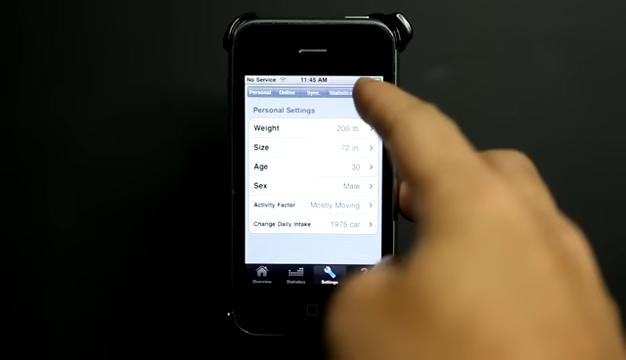 No Service 11:45 AM
Personal Online Sync. Statistics
Personal Settings
Weight 200 lb.
Size 72 in.
Age 30
Sex Male
Activity Factor Mostly Moving
Change Daily Intake 1975 cal
Overview Statistics Settings